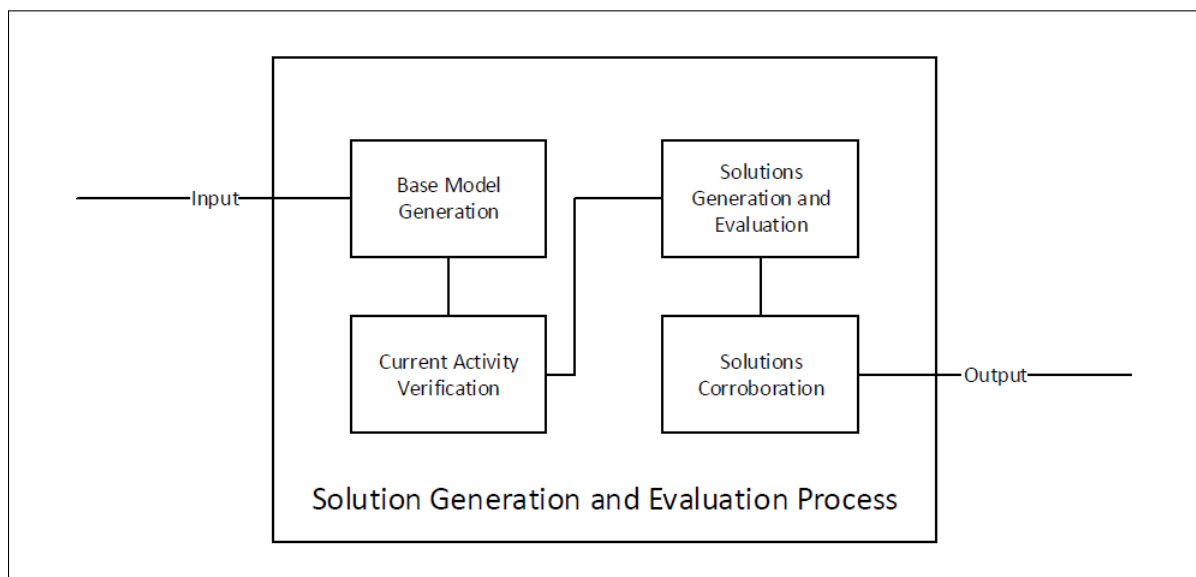 Input
Base Model
Generation
Current Activity
Verification
Solutions
Generation and
Evaluation
Solutions
Corroboration
Output
Solution Generation and Evaluation Process